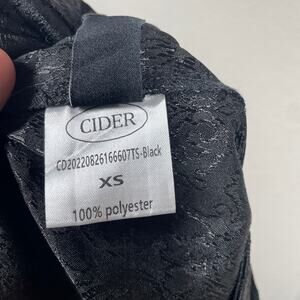 CIDER
CD20220826166607TS-Black
XS
100% polyester